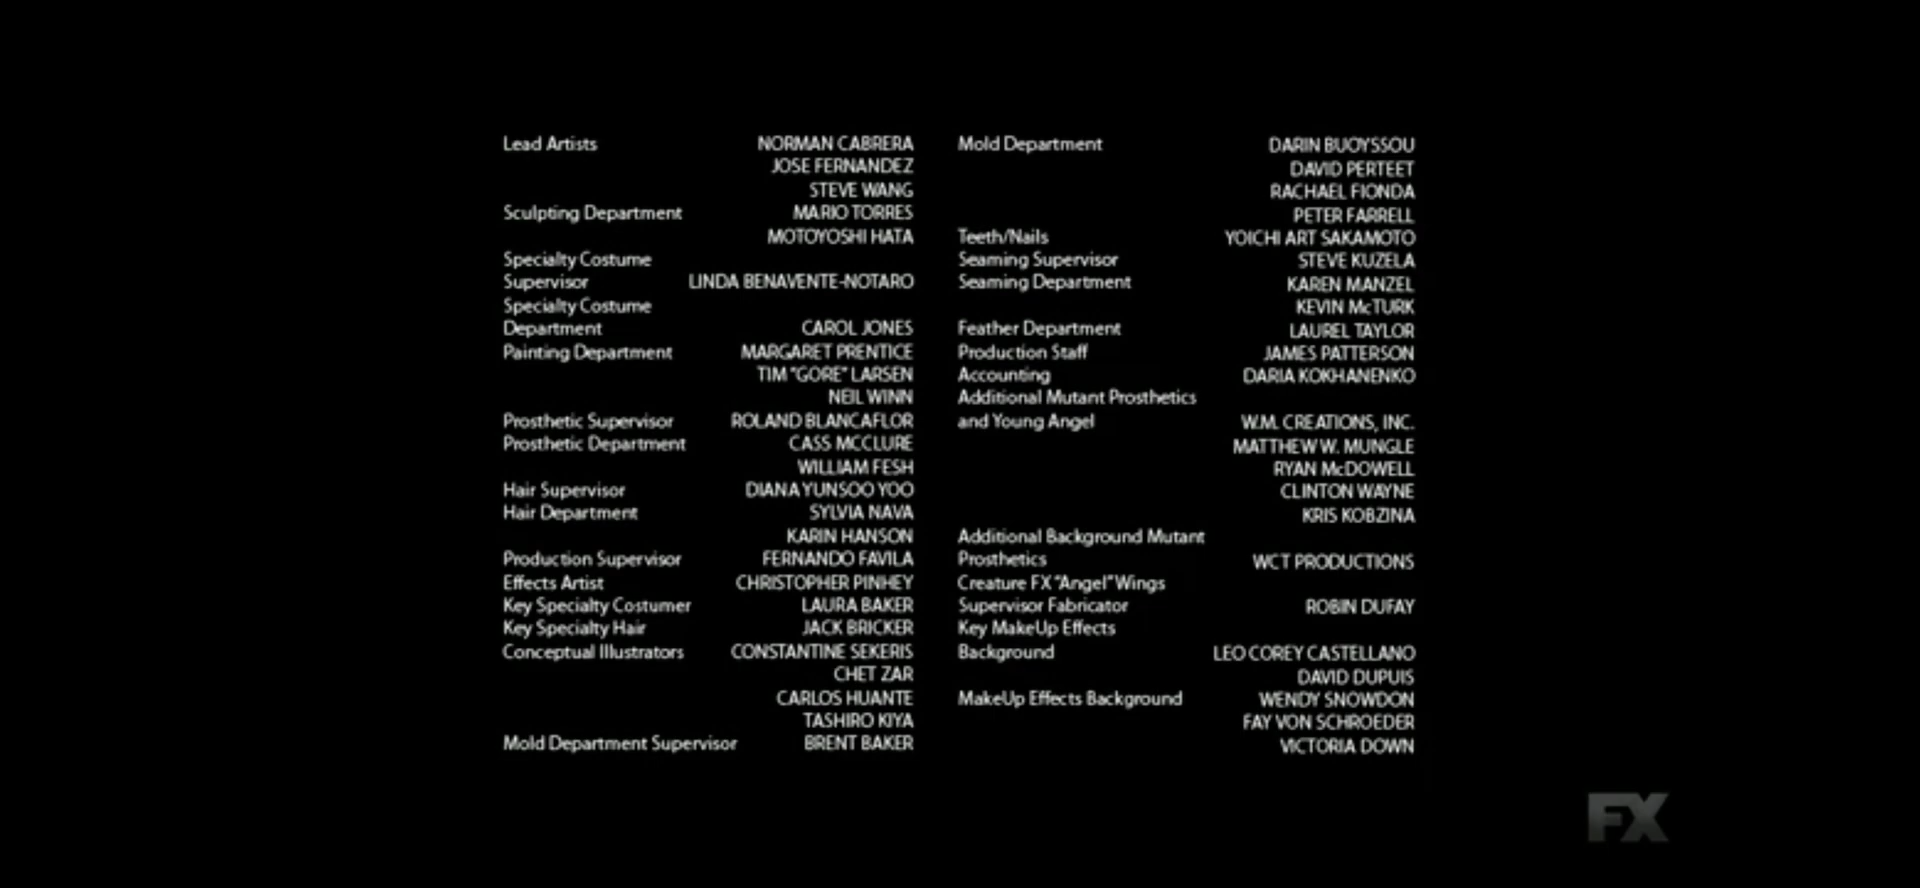 Lead Artists NORMAN CABRERA
JOSE FERNANDEZ
STEVE WANG
Sculpting Department MARIO TORRES
MOTOYOSHI HATA
Specialty Costume
Supervisor LINDA BENAVENTE-NOTARO
Specialty Costume
Department CAROL JONES
Painting Department MARGARET PRENTICE
TIM "GORE" LARSEN
NEIL WINN
Prosthetic Supervisor ROLAND BLANCAFLOR
Prosthetic Department CASS MCCLURE
WILLIAM FESH
Hair Supervisor DIANA YUNSOO YOO
Hair Department SYLVIA NAVA
KARIN HANSON
Production Supervisor FERNANDO FAVILA
Effects Artist CHRISTOPHER PINHEY
Key Specialty Costumer LAURA BAKER
Key Specialty Hair JACK BRICKER
Conceptual Illustrators CONSTANTINE SEKERIS
CHET ZAR
CARLOS HUANTE
TASHIRO KIYA
Mold Department Supervisor BRENT BAKER
Mold Department DARIN BUOYSSOU
DAVID PERTEET
RACHAEL FIONDA
PETER FARRELL
Teeth/Nails YOICHI ART SAKAMOTO
Seaming Supervisor STEVE KUZELA
Seaming Department KAREN MANZEL
KEVIN McTURK
Feather Department LAUREL TAYLOR
Production Staff JAMES PATTERSON
Accounting DARIA KOKHANENKO
Additional Mutant Prosthetics
and Young Angel W.M. CREATIONS, INC.
MATTHEW W. MUNGLE
RYAN McDOWELL
CLINTON WAYNE
KRIS KOBZINA
Additional Background Mutant
Prosthetics WCT PRODUCTIONS
Creature FX "Angel" Wings
Supervisor Fabricator ROBIN DUFAY
Key MakeUp Effects
Background LEO COREY CASTELLANO
DAVID DUPUIS
MakeUp Effects Background WENDY SNOWDON
FAY VON SCHROEDER
VICTORIA DOWN
FX